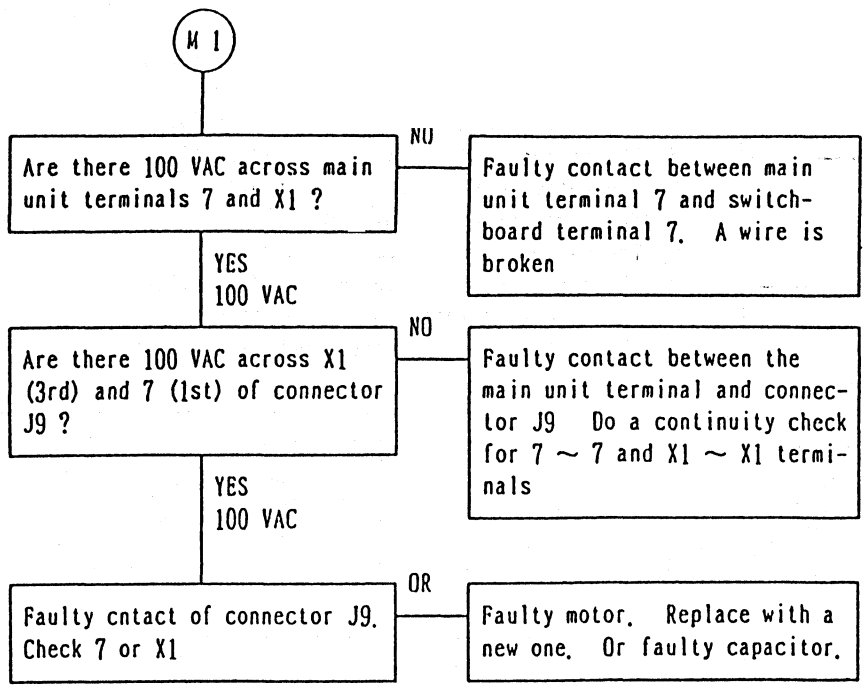 M 1
NO
Are there 100 VAC across main
unit terminals 7 and X1 ?
Faulty contact between main
unit terminal 7 and switch-
board terminal 7. A wire is
broken
YES
100 VAC
NO
Are there 100 VAC across X1
(3rd) and 7 (1st) of connector
J9 ?
Faulty contact between the
main unit terminal and connec-
tor J9 Do a continuity check
for 7 ~ 7 and X1 ~ X1 termi-
nals
YES
100 VAC
OR
Faulty cntact of connector J9.
Check 7 or X1
Faulty motor. Replace with a
new one. Or faulty capacitor.